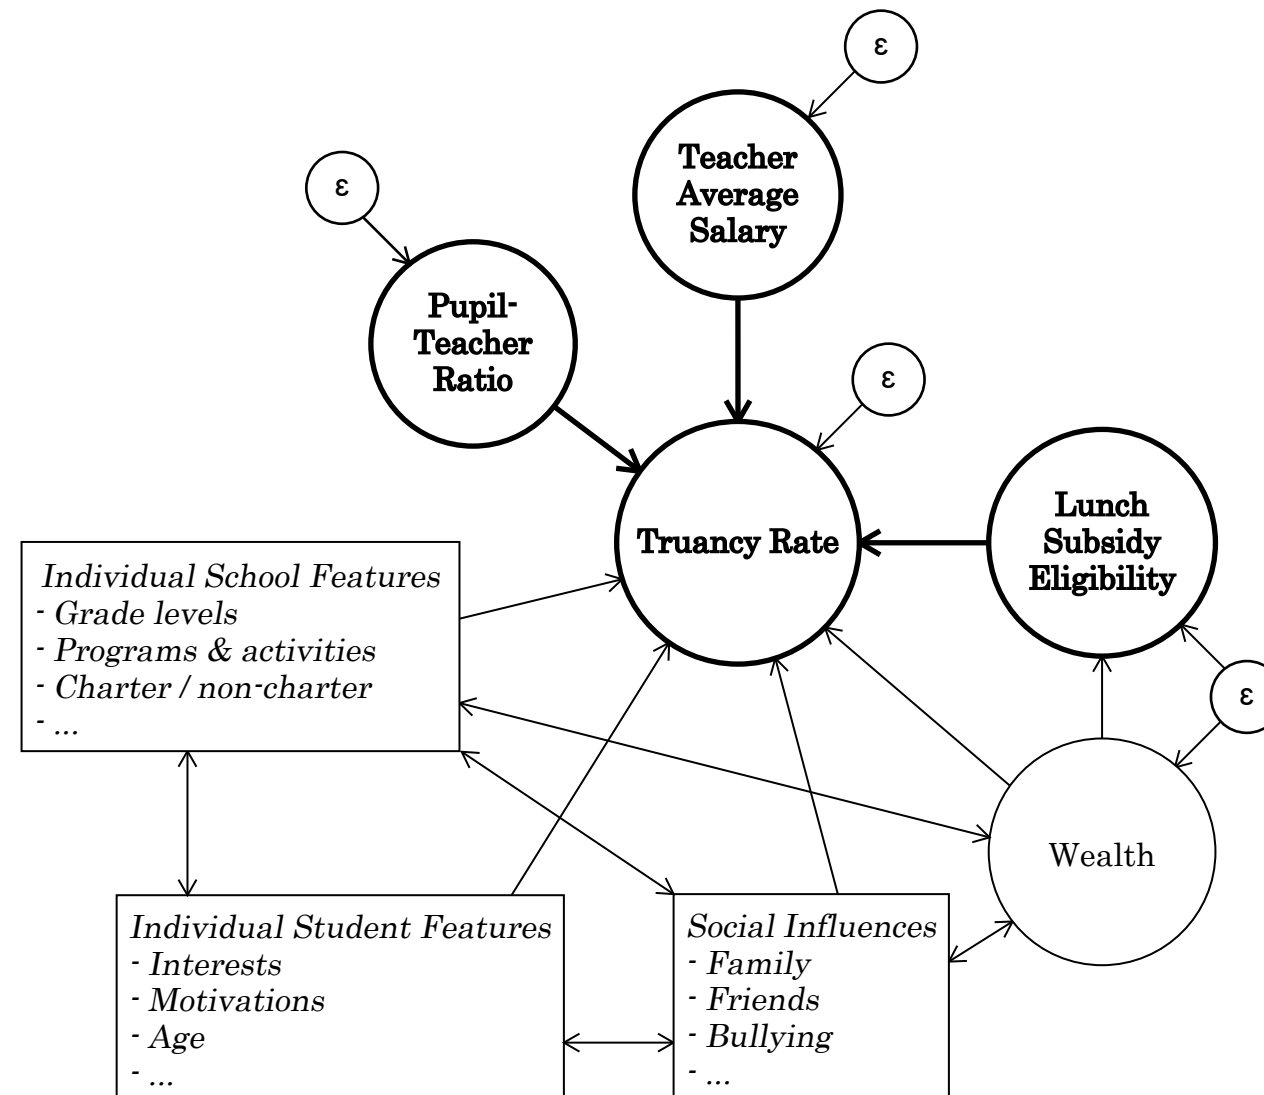 ε
Teacher
Average
Salary
ε
Pupil-
Teacher
Ratio
ε
Truancy Rate
Lunch
Subsidy
Eligibility
ε
Individual School Features
- Grade levels
- Programs & activities
- Charter / non-charter
- ...
Wealth
Individual Student Features
- Interests
- Motivations
- Age
- ...
Social Influences
- Family
- Friends
- Bullying
- ...